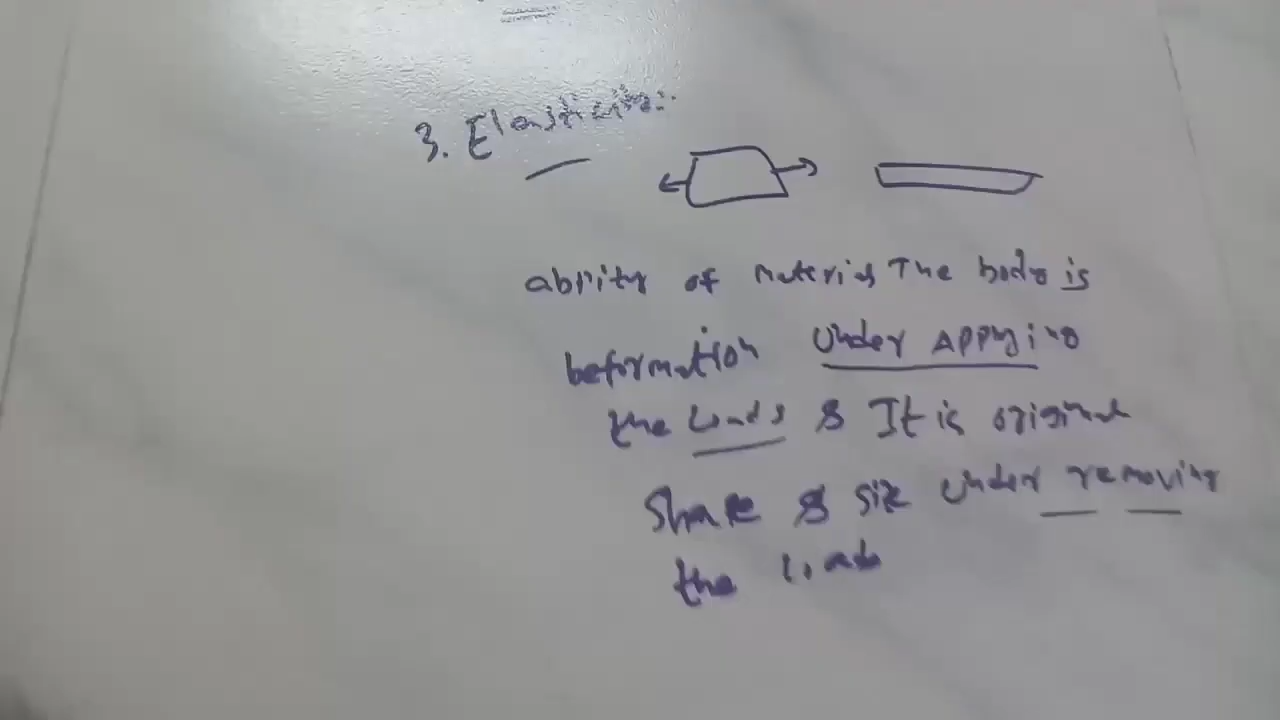 3. Elasticity:-
ability of material The body is
deformation under applying
the loads & It is original
Shape & size under removing
the loads